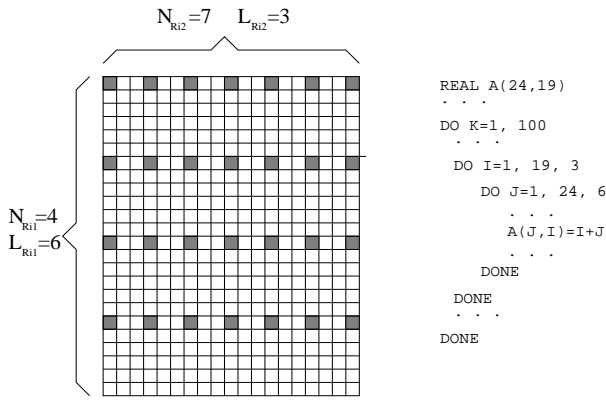 N_Ri2=7 L_Ri2=3
REAL A(24,19)
. . .
DO K=1, 100
. . .
DO I=1, 19, 3
DO J=1, 24, 6
. . .
A(J,I)=I+J
. . .
DONE
DONE
. . .
DONE
N_Ri1=4
L_Ri1=6